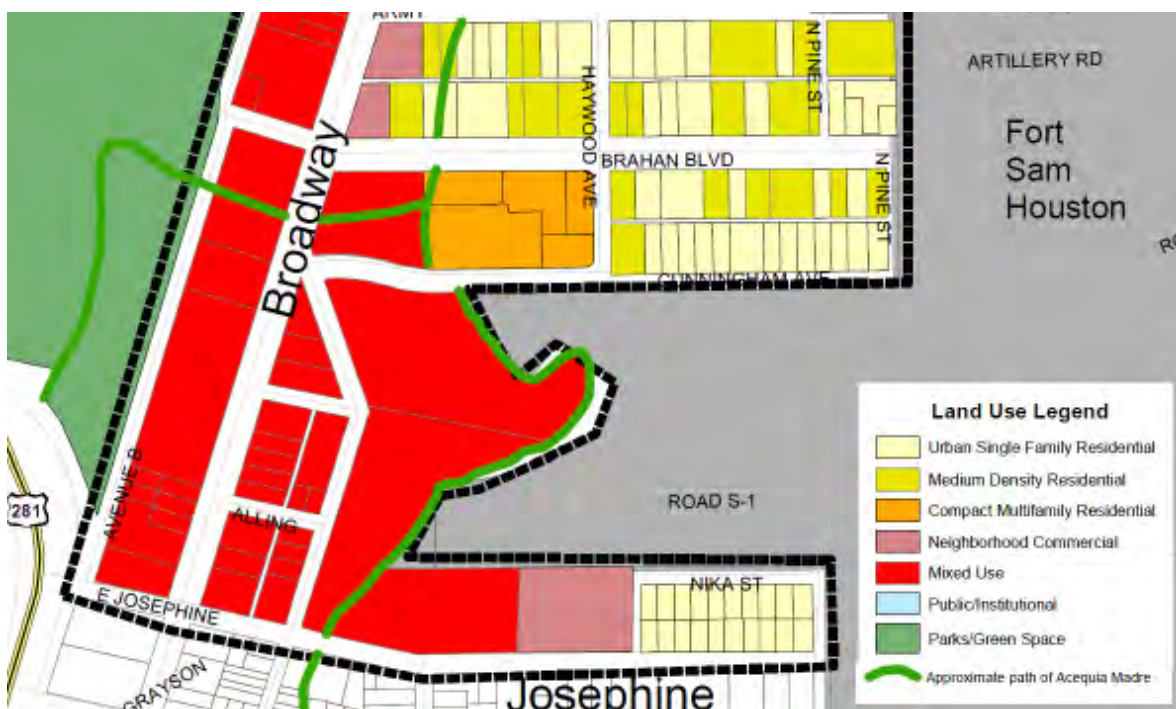 ARMY
ARTILLERY RD
N PINE ST
HAYWOOD AVE
Fort
Sam
Houston
BRAHAN BLVD
N PINE ST
Broadway
CUNNINGHAM AVE
Land Use Legend
Urban Single Family Residential
Medium Density Residential
Compact Multifamily Residential
Neighborhood Commercial
Mixed Use
Public/Institutional
Parks/Green Space
Approximate path of Acequia Madre
AVENUE B
281
ROAD S-1
ALLING
NIKA ST
E JOSEPHINE
GRAYSON
Josephine